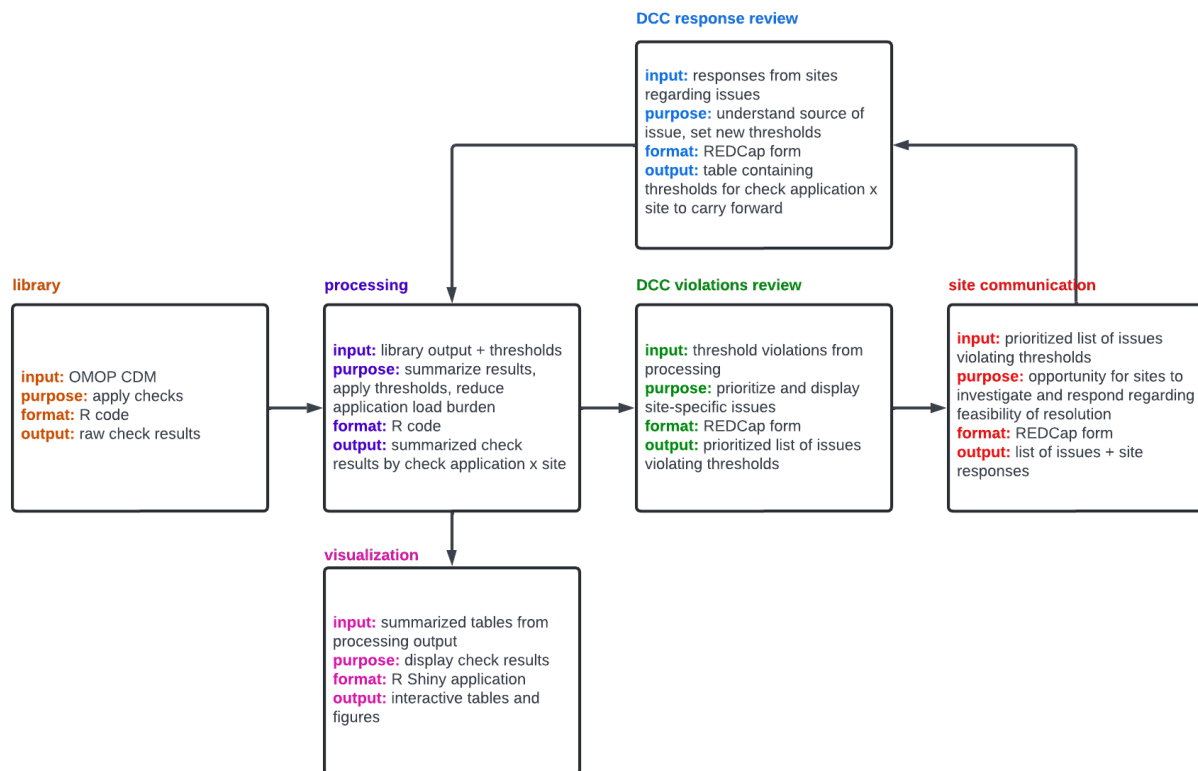 DCC response review
input: responses from sites
regarding issues
purpose: understand source of
issue, set new thresholds
format: REDCap form
output: table containing
thresholds for check application x
site to carry forward
library
input: OMOP CDM
purpose: apply checks
format: R code
output: raw check results
processing
input: library output + thresholds
purpose: summarize results,
apply thresholds, reduce
application load burden
format: R code
output: summarized check
results by check application x site
DCC violations review
input: threshold violations from
processing
purpose: prioritize and display
site-specific issues
format: REDCap form
output: prioritized list of issues
violating thresholds
site communication
input: prioritized list of issues
violating thresholds
purpose: opportunity for sites to
investigate and respond regarding
feasibility of resolution
format: REDCap form
output: list of issues + site
responses
visualization
input: summarized tables from
processing output
purpose: display check results
format: R Shiny application
output: interactive tables and
figures